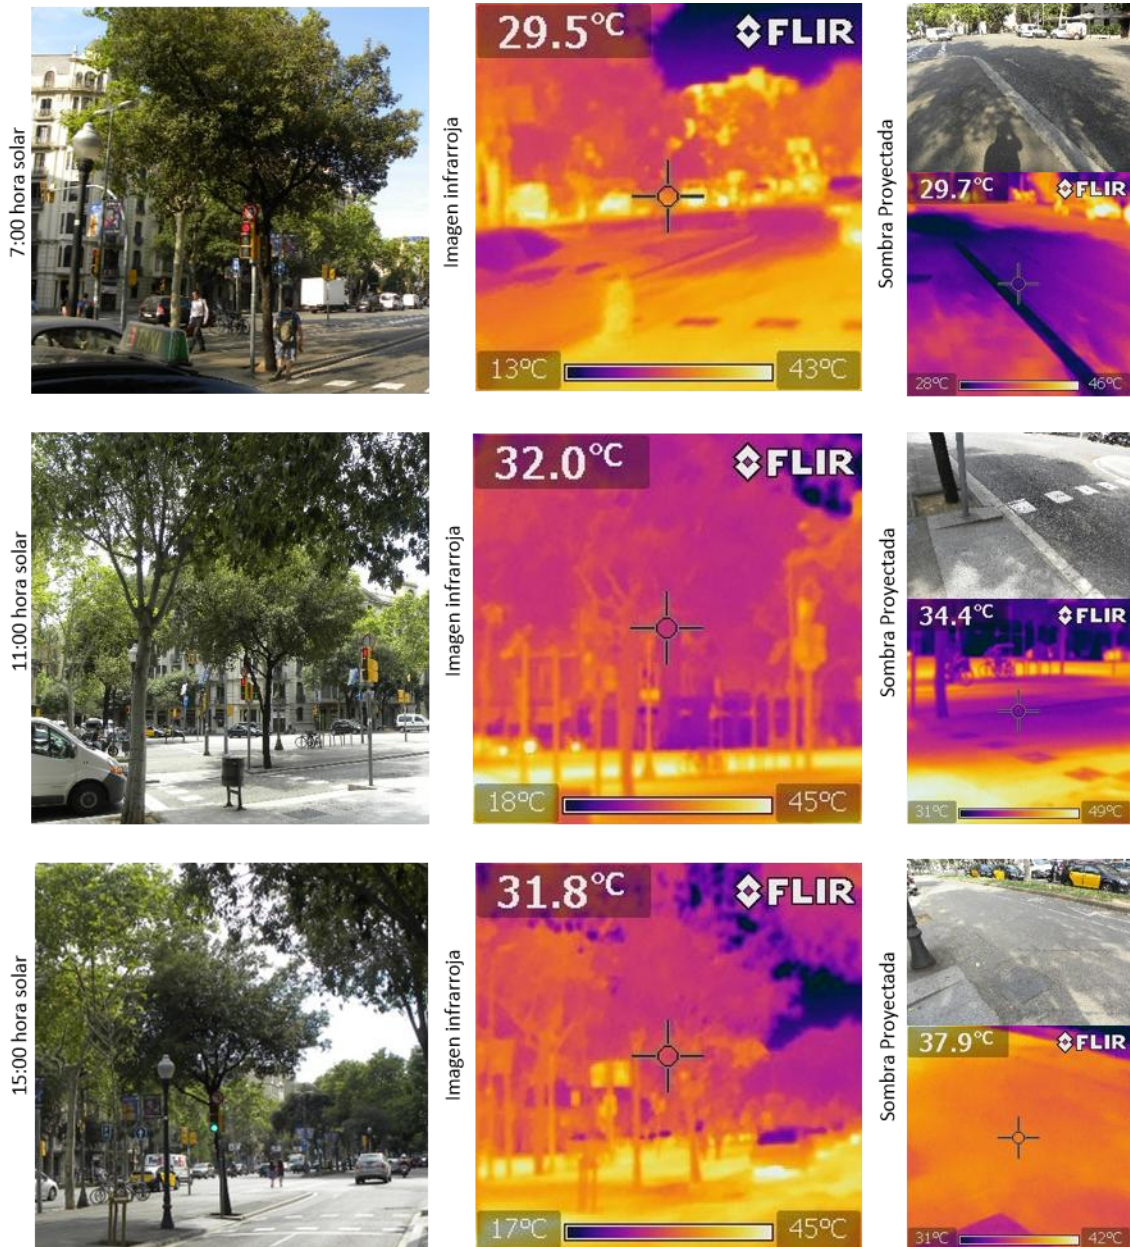 7:00 hora solar
Imagen infrarroja
29.5°C
FLIR
13°C
43°C
Sombra Proyectada
29.7°C
FLIR
28°C
46°C
11:00 hora solar
Imagen infrarroja
32.0°C
FLIR
18°C
45°C
Sombra Proyectada
34.4°C
FLIR
31°C
49°C
15:00 hora solar
Imagen infrarroja
31.8°C
FLIR
17°C
45°C
Sombra Proyectada
37.9°C
FLIR
31°C
42°C